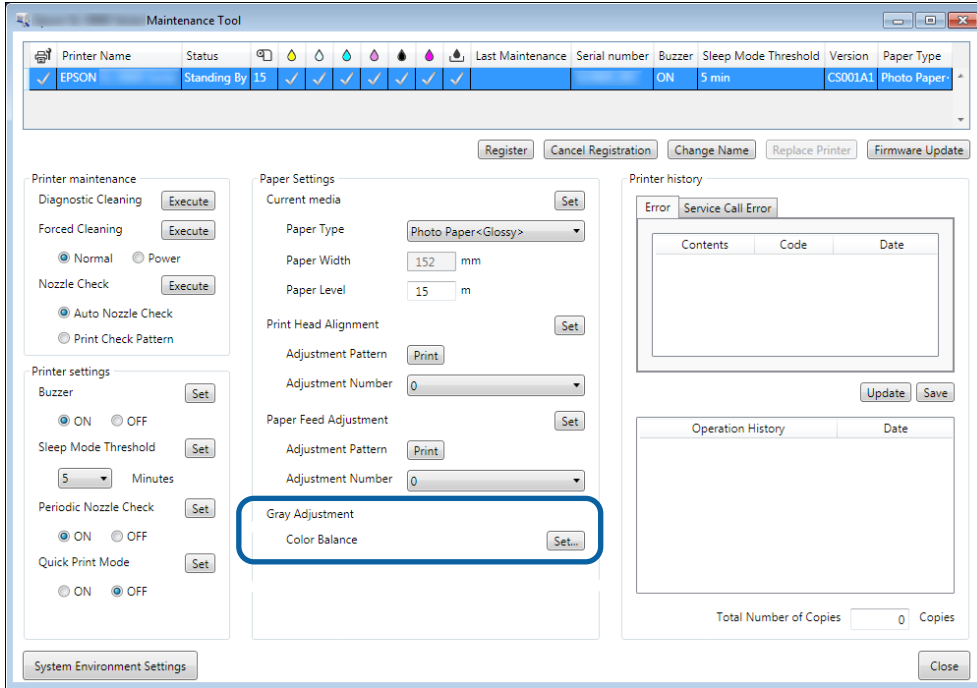 Maintenance Tool
Printer Name Status Last Maintenance Serial number Buzzer Sleep Mode Threshold Version Paper Type
EPSON Standing By 15 ON 5 min CS001A1 Photo Paper
Register Cancel Registration Change Name Replace Printer Firmware Update
Printer maintenance
Diagnostic Cleaning Execute
Forced Cleaning Execute
Normal Power
Nozzle Check Execute
Auto Nozzle Check
Print Check Pattern
Printer settings
Buzzer Set
ON OFF
Sleep Mode Threshold Set
5 Minutes
Periodic Nozzle Check Set
ON OFF
Quick Print Mode Set
ON OFF
Paper Settings
Current media Set
Paper Type Photo Paper<Glossy>
Paper Width 152 mm
Paper Level 15 m
Print Head Alignment Set
Adjustment Pattern Print
Adjustment Number 0
Paper Feed Adjustment Set
Adjustment Pattern Print
Adjustment Number 0
Gray Adjustment
Color Balance Set...
Printer history
Error Service Call Error
Contents Code Date
Update Save
Operation History Date
Total Number of Copies 0 Copies
System Environment Settings Close